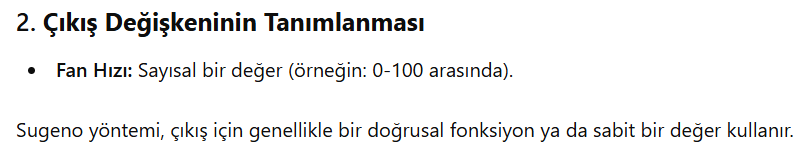 2. Çıkış Değişkeninin Tanımlanması
• Fan Hızı: Sayısal bir değer (örneğin: 0-100 arasında).
Sugeno yöntemi, çıkış için genellikle bir doğrusal fonksiyon ya da sabit bir değer kullanır.